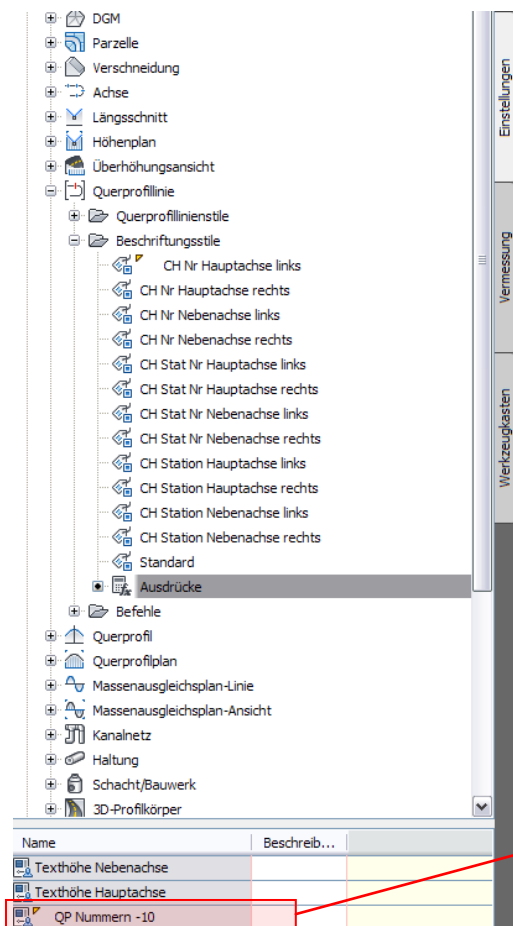 DGM
Parzelle
Verschneidung
Achse
Längsschnitt
Höhenplan
Überhöhungsansicht
Querprofillinie
Querprofillinienstile
Beschriftungsstile
CH Nr Hauptachse links
CH Nr Hauptachse rechts
CH Nr Nebenachse links
CH Nr Nebenachse rechts
CH Stat Nr Hauptachse links
CH Stat Nr Hauptachse rechts
CH Stat Nr Nebenachse links
CH Stat Nr Nebenachse rechts
CH Station Hauptachse links
CH Station Hauptachse rechts
CH Station Nebenachse links
CH Station Nebenachse rechts
Standard
Ausdrücke
Befehle
Querprofil
Querprofilplan
Massenausgleichsplan-Linie
Massenausgleichsplan-Ansicht
Kanalnetz
Haltung
Schacht/Bauwerk
3D-Profilkörper
Einstellungen
Vermessung
Werkzeugkasten
Name Beschreib...
Texthöhe Nebenachse
Texthöhe Hauptachse
QP Nummern -10